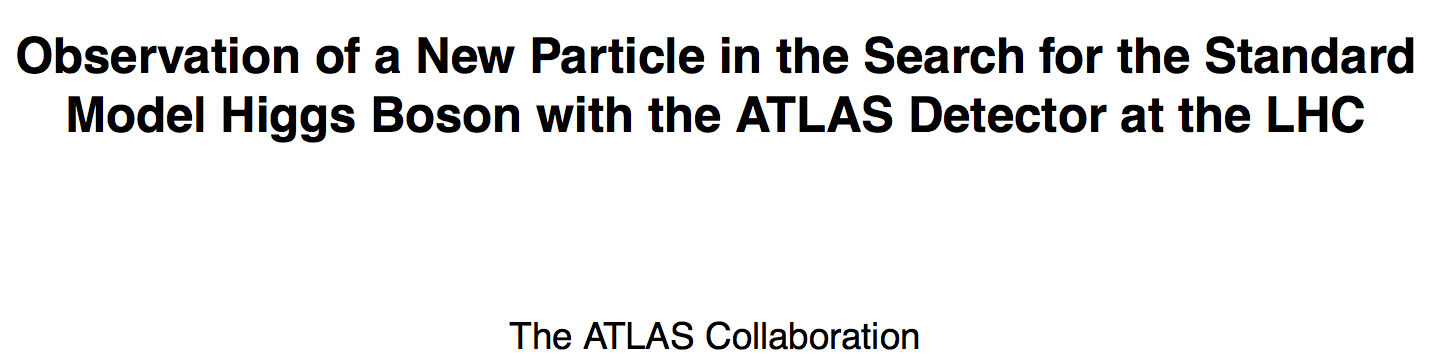 Observation of a New Particle in the Search for the Standard
Model Higgs Boson with the ATLAS Detector at the LHC
The ATLAS Collaboration